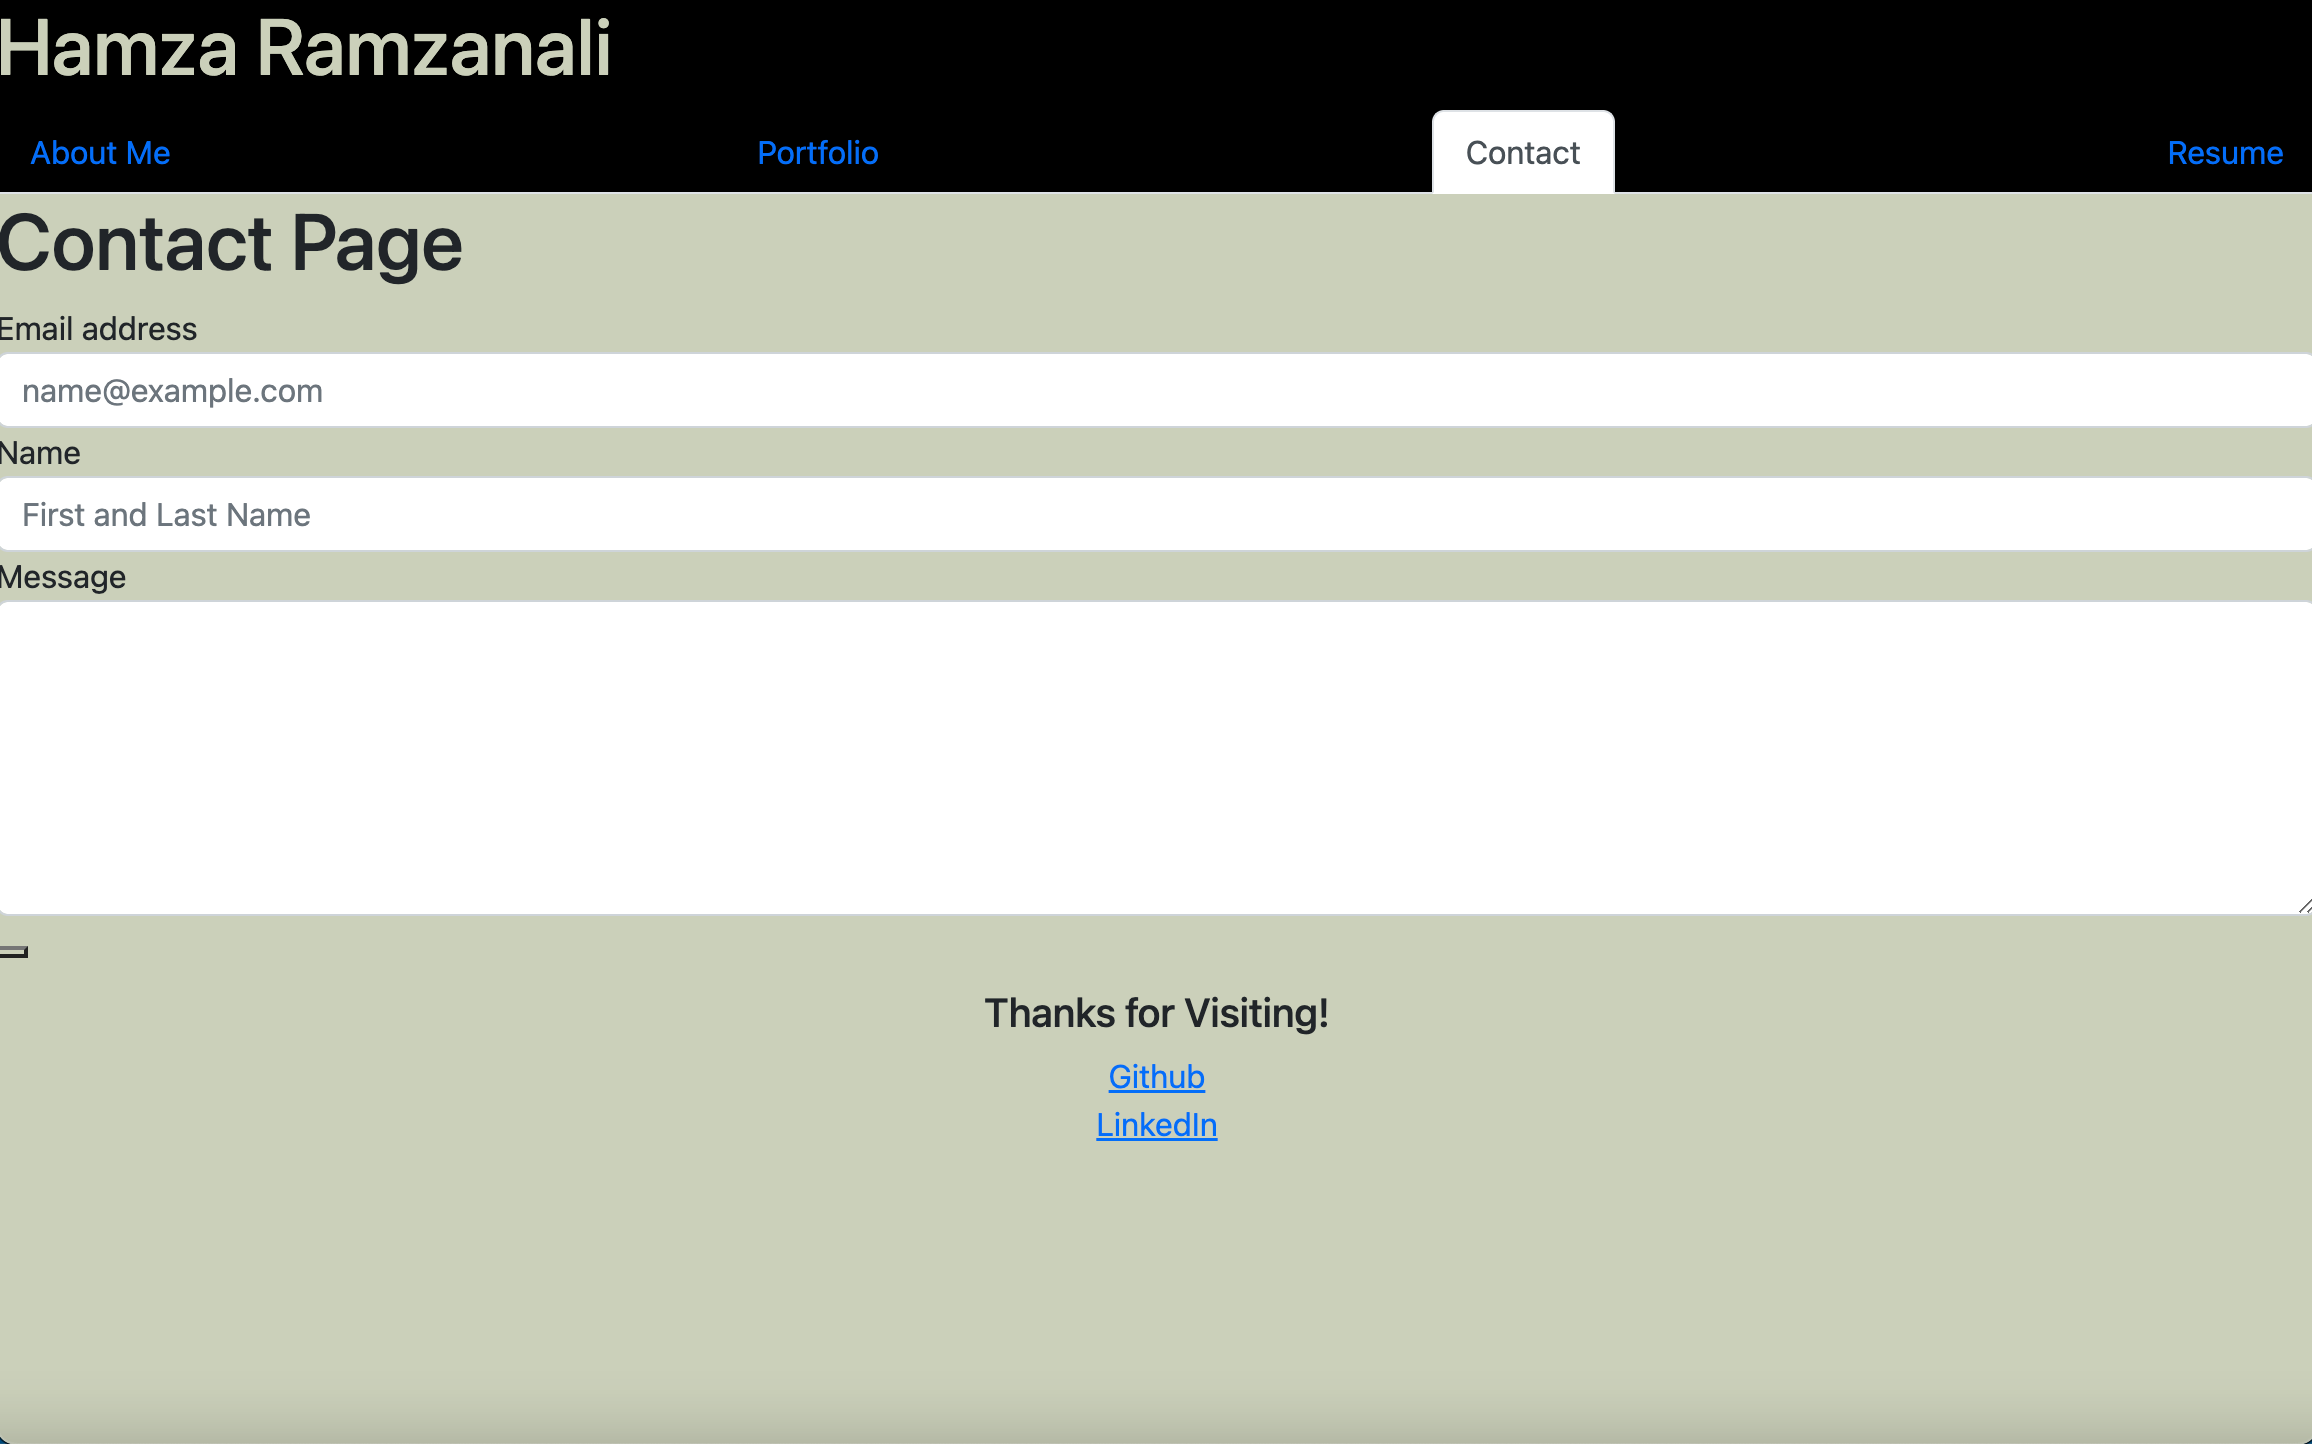 Hamza Ramzanali
About Me Portfolio Contact Resume
Contact Page
Email address
name@example.com
Name
First and Last Name
Message
Thanks for Visiting!
Github
LinkedIn